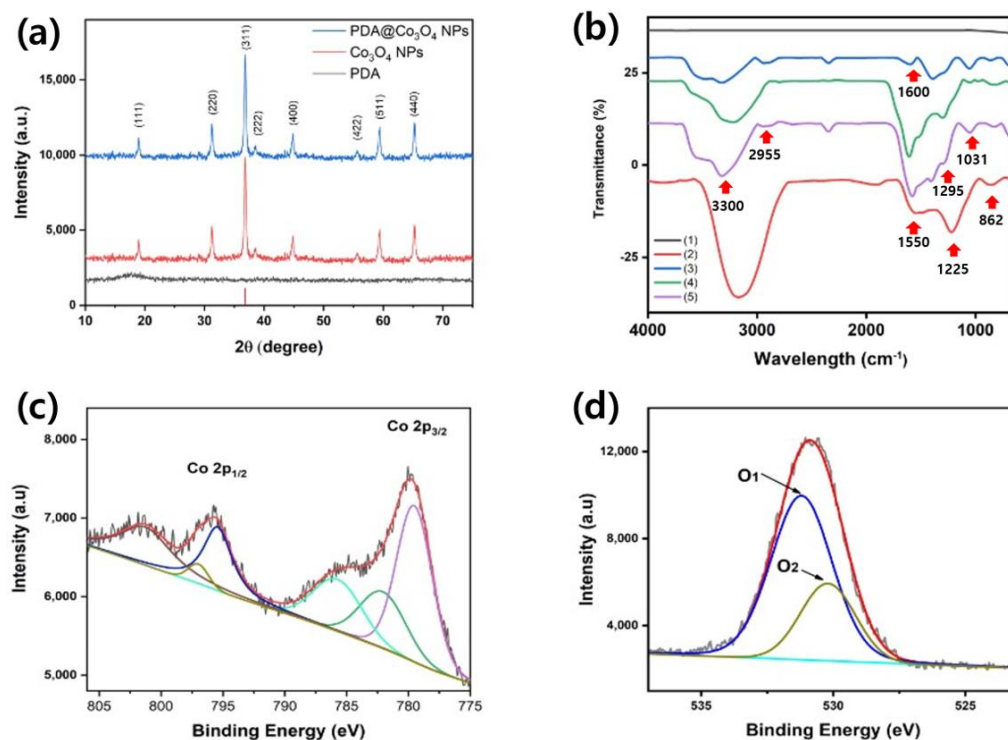 (a)
PDA@Co₃O₄ NPs
Co₃O₄ NPs
PDA
(111)
(220)
(311)
(222)
(400)
(422)
(511)
(440)
15,000
10,000
5,000
0
Intensity (a.u.)
10 20 30 40 50 60 70
2θ (degree)
(b)
25
0
-25
Transmittance (%)
1600
2955
3300
1031
1295
862
1550
1225
(1)
(2)
(3)
(4)
(5)
4000 3000 2000 1000
Wavelength (cm⁻¹)
(c)
Co 2p₁/₂
Co 2p₃/₂
8,000
7,000
6,000
5,000
Intensity (a.u)
805 800 795 790 785 780 775
Binding Energy (eV)
(d)
O₁
O₂
12,000
8,000
4,000
Intensity (a.u)
535 530 525
Binding Energy (eV)